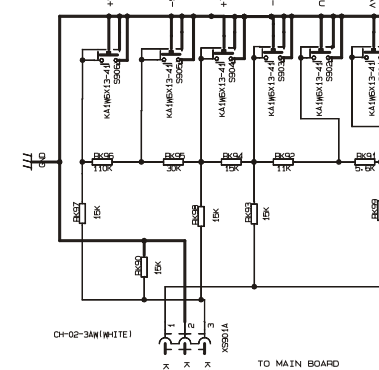 + - + - U
KA1W6X13-41 S906 KA1W6X13-41 S905 KA1W6X13-41 S904 KA1W6X13-41 S903 KA1W6X13-41 S902 KA1W6X13-41
GND
RK96 RK95 RK94 RK92 RK91
110K 30K 15K 11K 5.6K
RK97 15K RK98 15K RK93 15K RK99
RK90 15K
CH-02-3AW(WHITE)
1 2 3 XS901A
K K K
TO MAIN BOARD